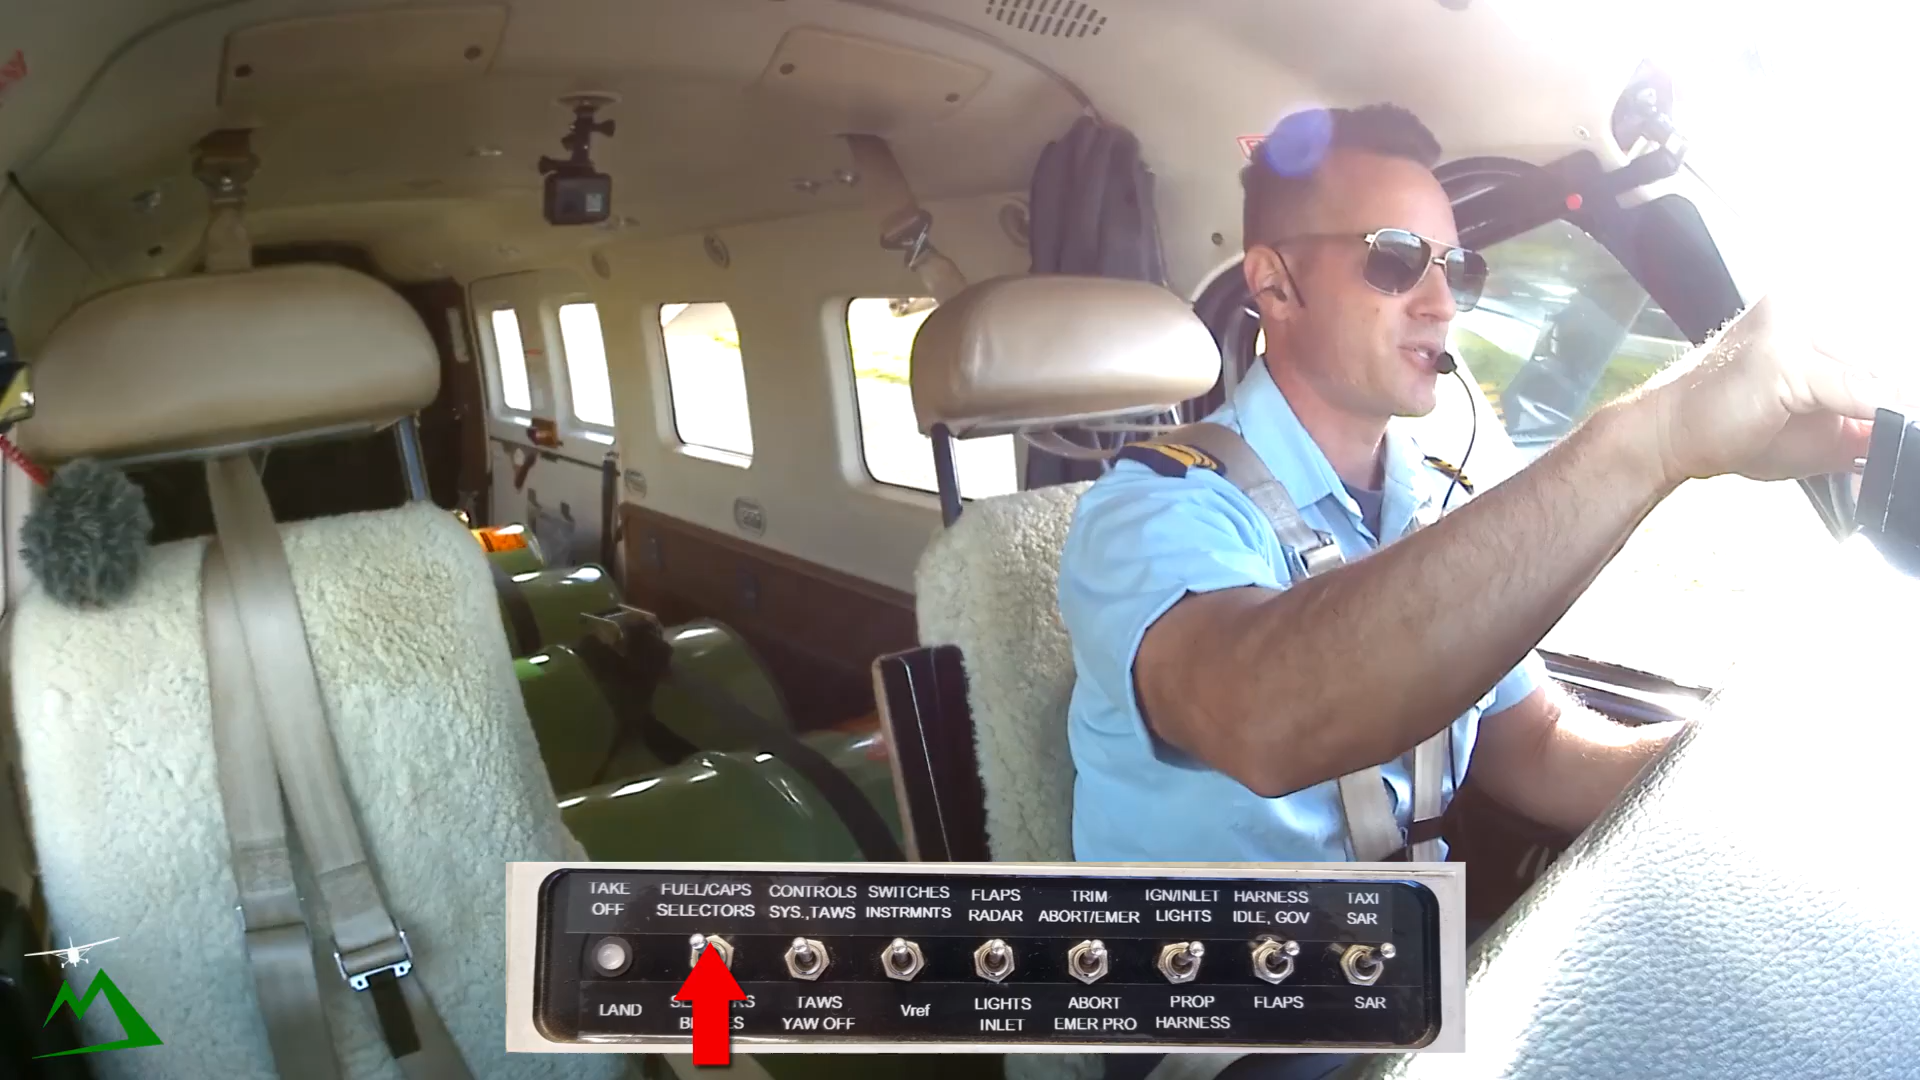 TAKE OFF
FUEL/CAPS SELECTORS
CONTROLS SYS.,TAWS
SWITCHES INSTRMNTS
FLAPS RADAR
TRIM ABORT/EMER
IGN/INLET LIGHTS
HARNESS IDLE, GOV
TAXI SAR
LAND
TAWS YAW OFF
Vref
LIGHTS INLET
ABORT EMER PRO
PROP HARNESS
FLAPS
SAR